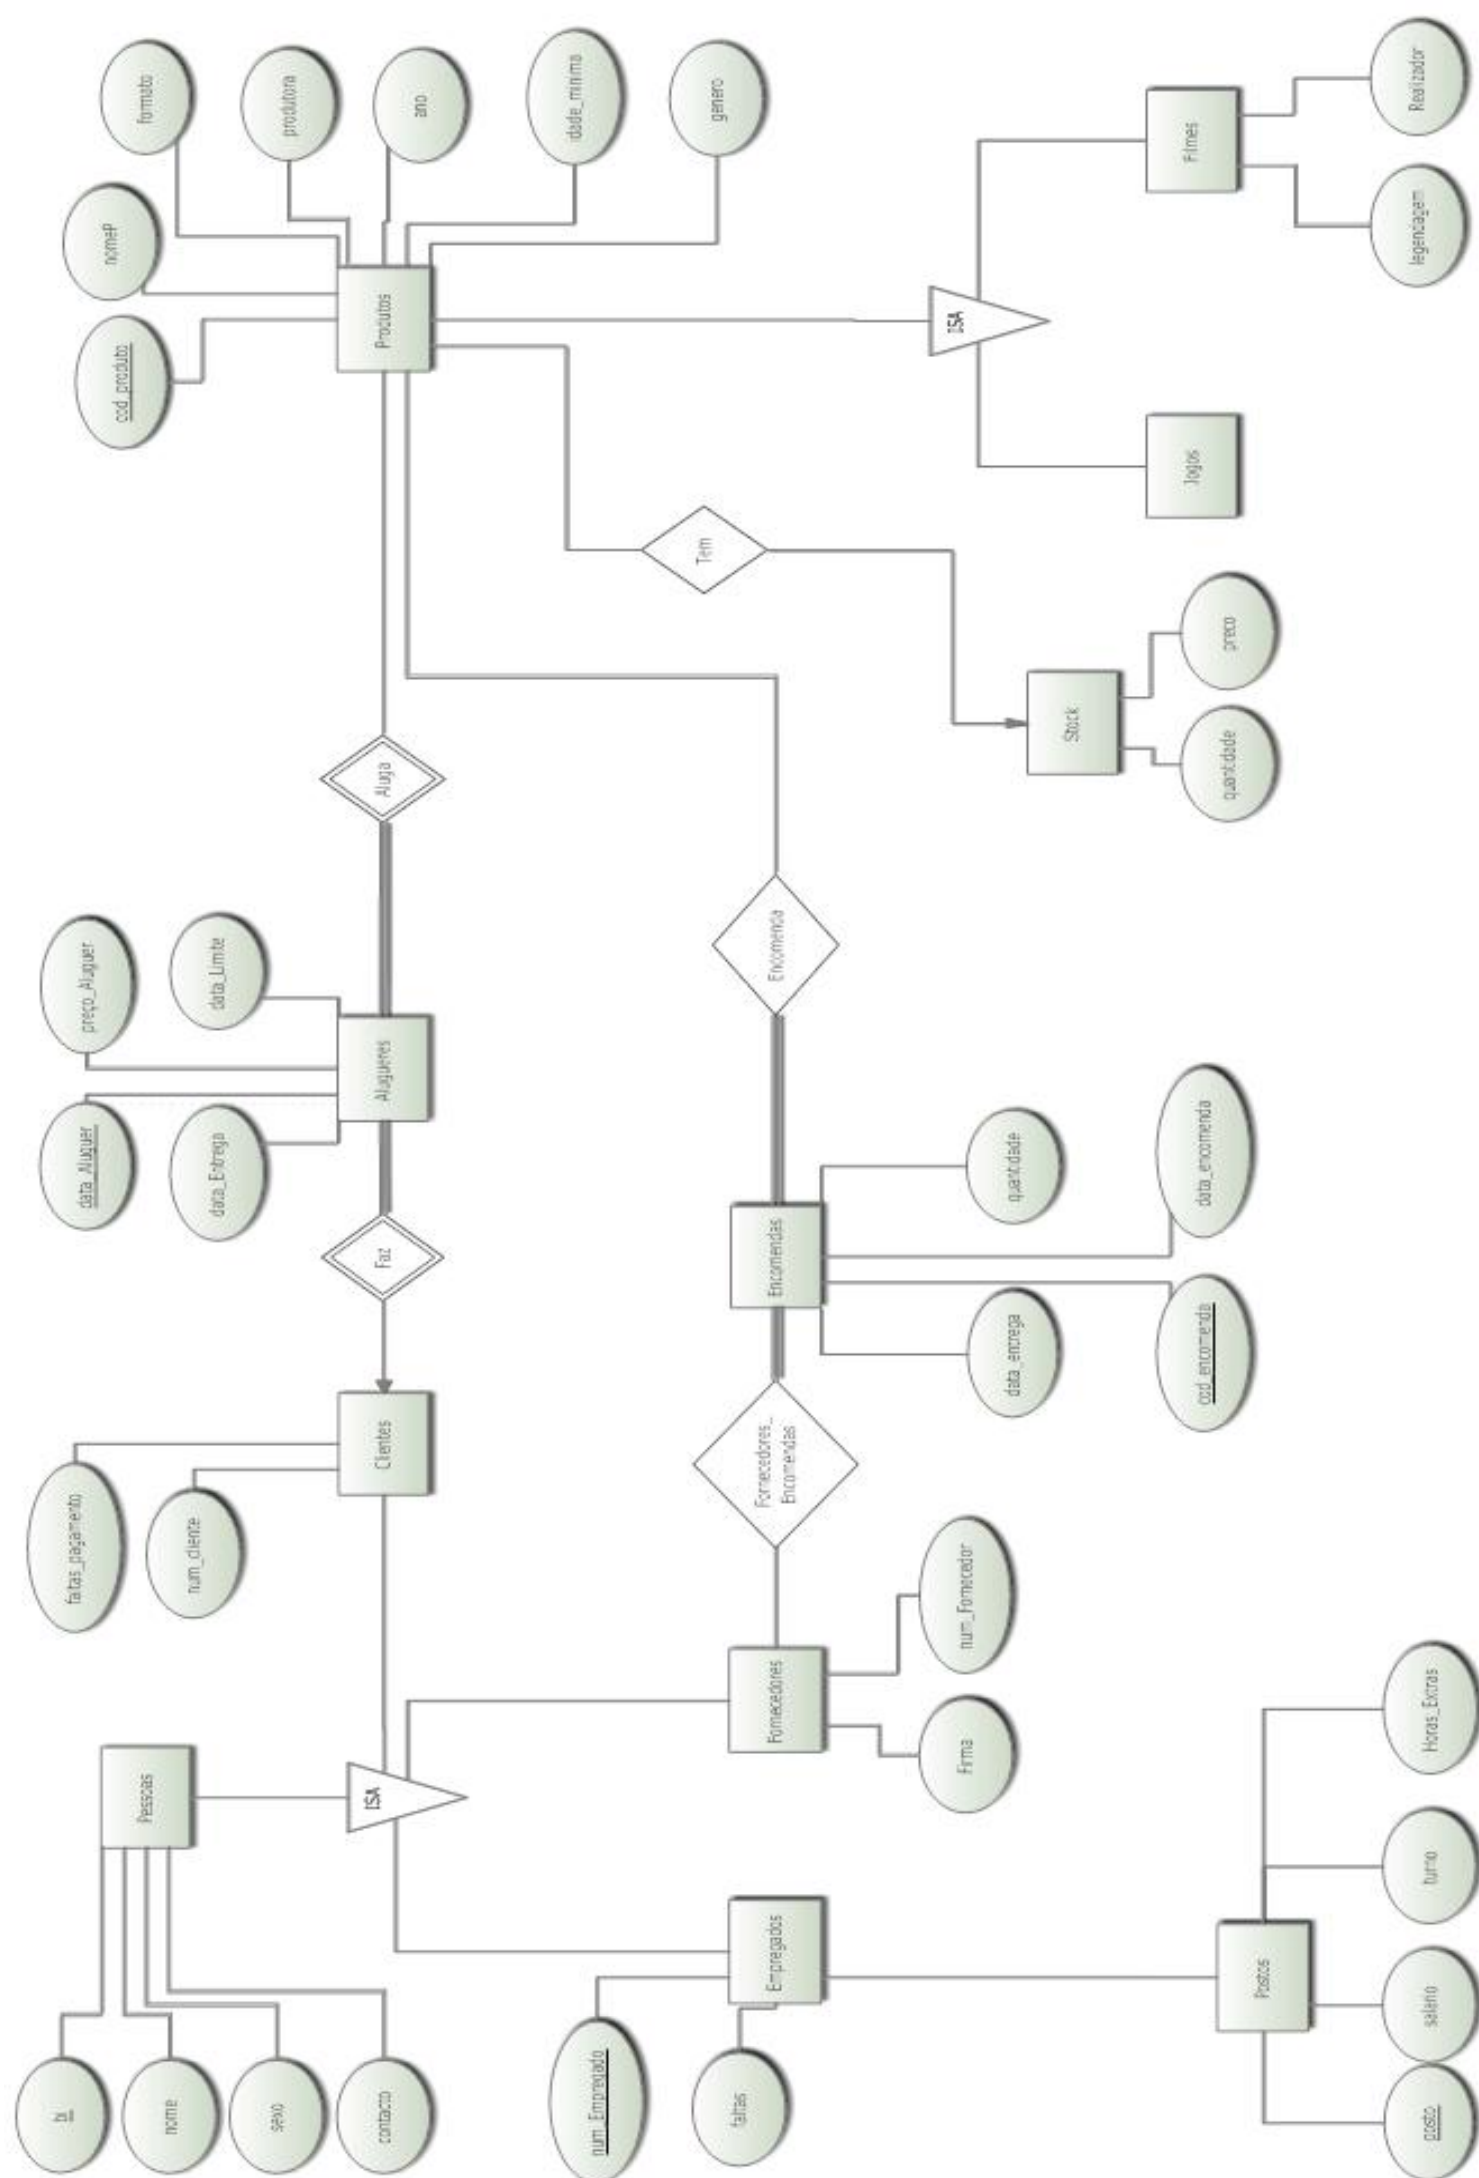 bi
nome
sexo
contacto
Pessoas
ISA
faltas_pagamento
num_cliente
Clientes
Faz
data_Aluguer
preço_Aluguer
data_Entrega
data_Limite
Alugueres
Aluga
cod_produto
nomeP
formato
produtora
ano
idade_minima
genero
Produtos
num_Empregado
faltas
Empregados
Fornecedores
Firma
num_Fornecedor
Fornecedores_
Encomendas
Encomendas
data_entrega
quantidade
cod_encomenda
data_encomenda
Encomenda
Tem
Stock
quantidade
preco
ISA
Jogos
Filmes
legendagem
Realizador
Postos
posto
salario
turno
Horas_Extras